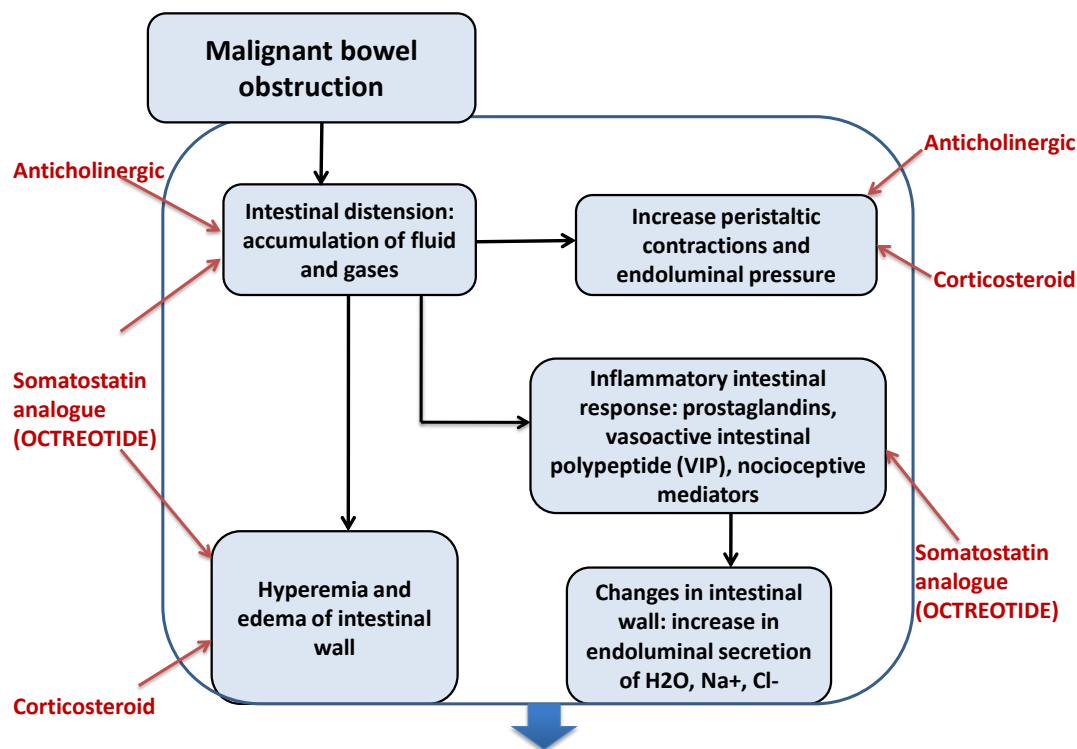 Malignant bowel
obstruction
Anticholinergic
Anticholinergic
Intestinal distension:
accumulation of fluid
and gases
Increase peristaltic
contractions and
endoluminal pressure
Corticosteroid
Somatostatin
analogue
(OCTREOTIDE)
Inflammatory intestinal
response: prostaglandins,
vasoactive intestinal
polypeptide (VIP), nocioceptive
mediators
Somatostatin
analogue
(OCTREOTIDE)
Hyperemia and
edema of intestinal
wall
Changes in intestinal
wall: increase in
endoluminal secretion
of H2O, Na+, Cl-
Corticosteroid